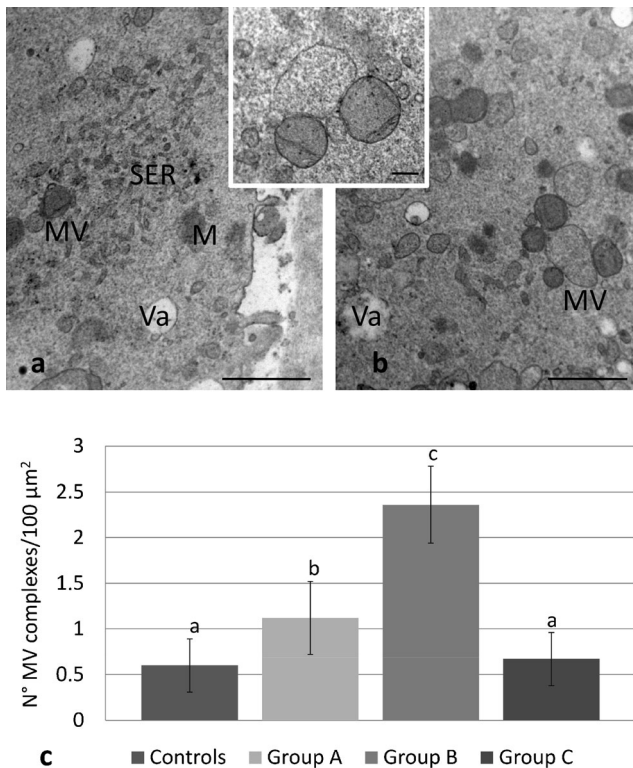 SER
MV
M
Va
a
Va
MV
b
N° MV complexes/100 µm²
3
2.5
2
1.5
1
0.5
0
a
b
c
a
c
Controls Group A Group B Group C